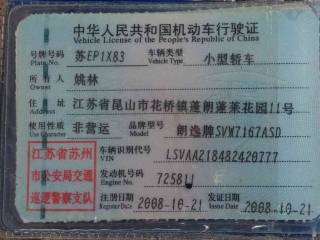 中华人民共和国机动车行驶证
Vehicle License of the People's Republic of China
号牌号码 苏EP1X83 车辆类型 小型轿车
Plate No. Vehicle Type
所有人 姚林
Owner
住址 江苏省昆山市花桥镇蓬朗蓬莱花园11号
Address
使用性质 非营运 品牌型号 朗逸牌SVW7167ASD
Use Character Model
江苏省苏州
市公安局交通
巡逻警察支队
车辆识别代号 LSVAA218482420777
VIN
发动机号码 725811
Engine No.
注册日期 2008-10-21 发证日期 2008-10-21
Register Date Issue Date